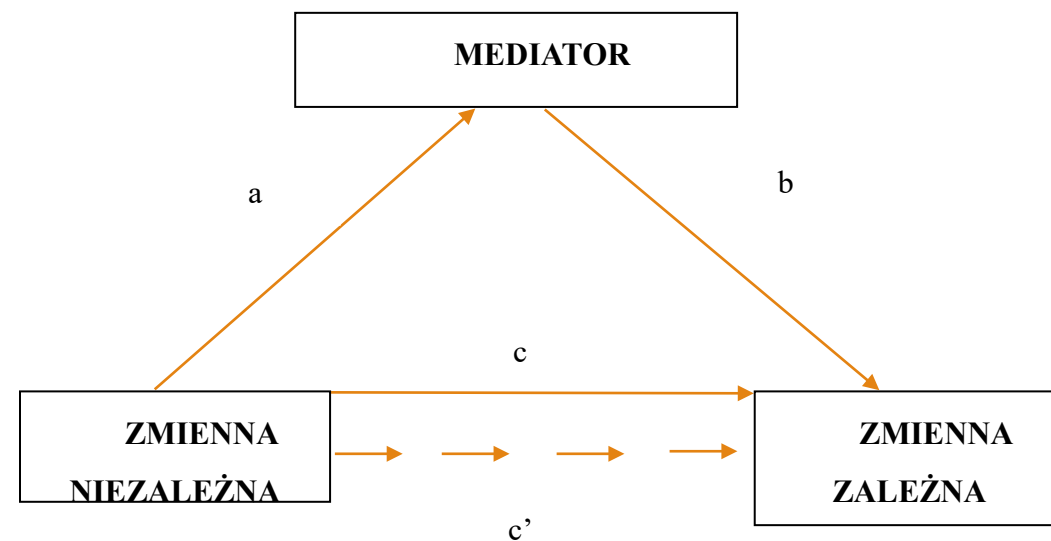 MEDIATOR
a
b
c
ZMIENNA
NIEZALEŻNA
ZMIENNA
ZALEŻNA
c’